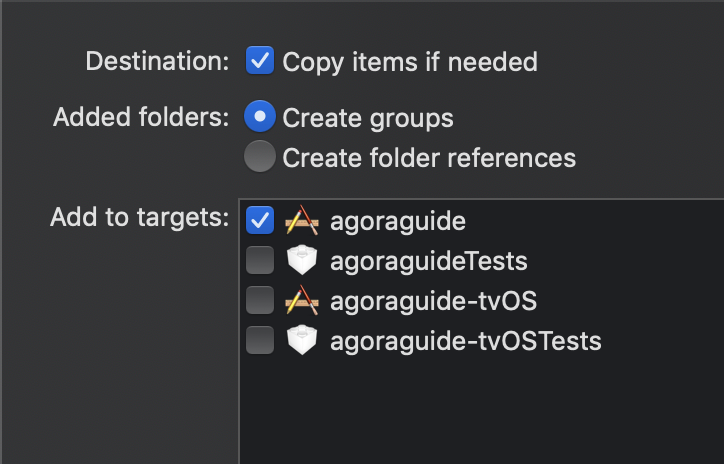 Destination: Copy items if needed
Added folders: Create groups
Create folder references
Add to targets: agoraguide
agoraguideTests
agoraguide-tvOS
agoraguide-tvOSTests